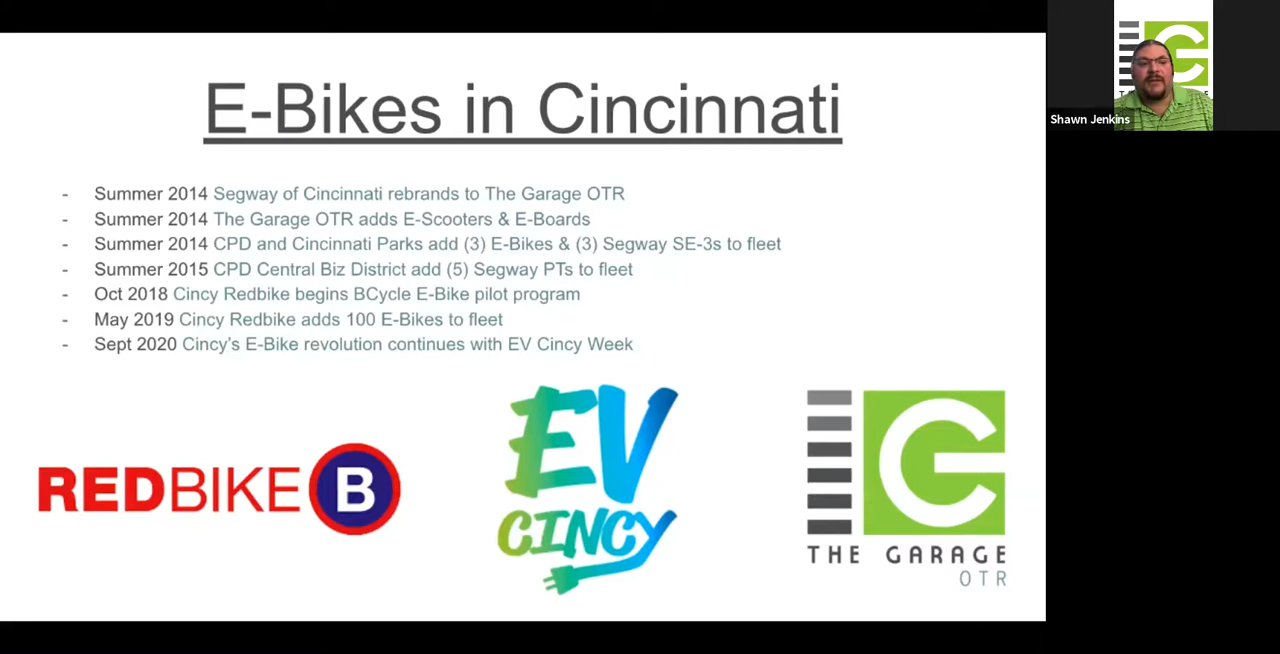 E-Bikes in Cincinnati
- Summer 2014 Segway of Cincinnati rebrands to The Garage OTR
- Summer 2014 The Garage OTR adds E-Scooters & E-Boards
- Summer 2014 CPD and Cincinnati Parks add (3) E-Bikes & (3) Segway SE-3s to fleet
- Summer 2015 CPD Central Biz District add (5) Segway PTs to fleet
- Oct 2018 Cincy Redbike begins BCycle E-Bike pilot program
- May 2019 Cincy Redbike adds 100 E-Bikes to fleet
- Sept 2020 Cincy's E-Bike revolution continues with EV Cincy Week
REDBIKE B
EV
CINCY
G
THE GARAGE
OTR
Shawn Jenkins